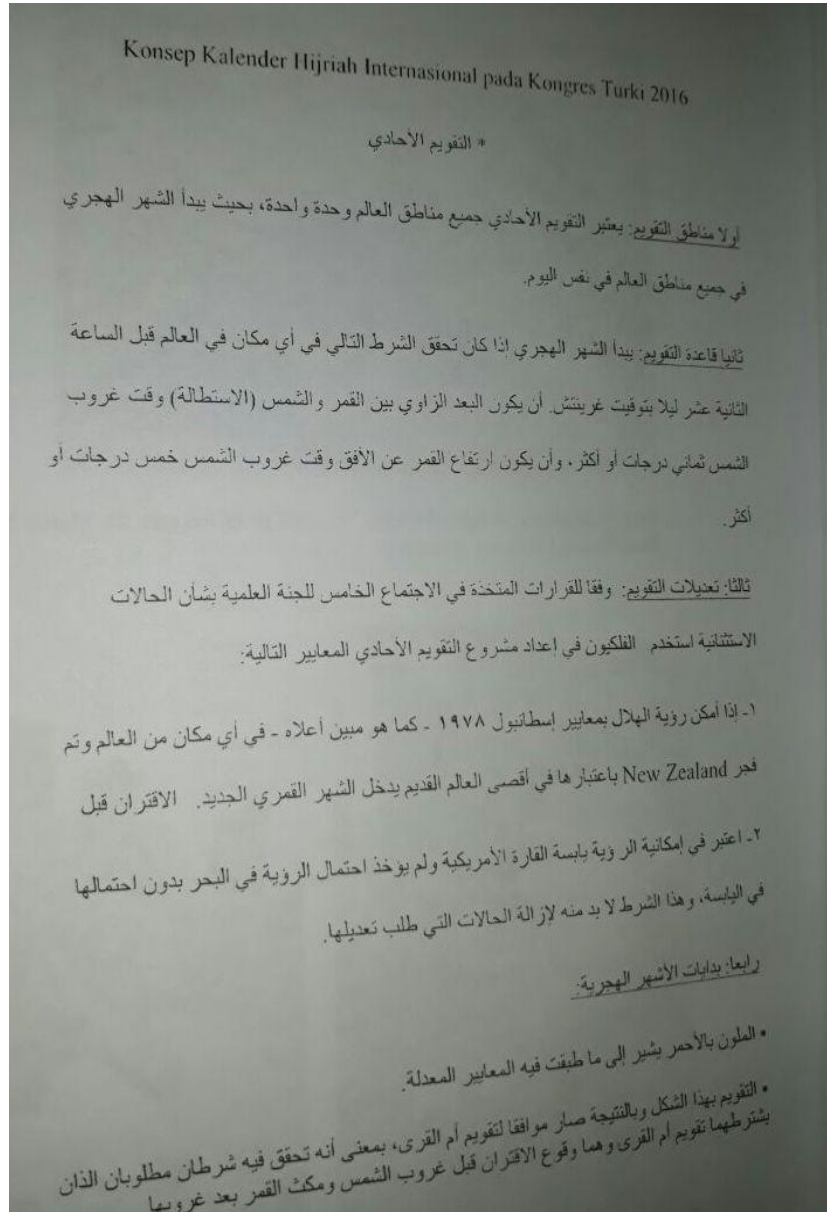 Konsep Kalender Hijriah Internasional pada Kongres Turki 2016
* التقويم الأحادي
أولا مناطق التقويم: يعتبر التقويم الأحادي جميع مناطق العالم وحدة واحدة، بحيث يبدأ الشهر الهجري
في جميع مناطق العالم في نفس اليوم.
ثانيا قاعدة التقويم: يبدأ الشهر الهجري إذا كان تحقق الشرط التالي في أي مكان في العالم قبل الساعة
الثانية عشر ليلا بتوقيت غرينتش. أن يكون البعد الزاوي بين القمر والشمس (الاستطالة) وقت غروب
الشمس ثماني درجات أو أكثر، وأن يكون ارتفاع القمر عن الأفق وقت غروب الشمس خمس درجات أو
أكثر.
ثالثا: تعديلات التقويم: وفقا للقرارات المتخذة في الاجتماع الخامس للجنة العلمية بشأن الحالات
الاستثنائية استخدم الفلكيون في إعداد مشروع التقويم الأحادي المعايير التالية:
١- إذا أمكن رؤية الهلال بمعايير إسطانبول ١٩٧٨ - كما هو مبين أعلاه - في أي مكان من العالم وتم
فجر New Zealand باعتبارها في أقصى العالم القديم يدخل الشهر القمري الجديد. الاقتران قبل
٢- اعتبر في إمكانية الرؤية يابسة القارة الأمريكية ولم يؤخذ احتمال الرؤية في البحر بدون احتمالها
في اليابسة، وهذا الشرط لا بد منه لإزالة الحالات التي طلب تعديلها.
رابعا: بدايات الأشهر الهجرية:
• الملون بالأحمر يشير إلى ما طبقت فيه المعايير المعدلة.
• التقويم بهذا الشكل وبالنتيجة صار موافقا لتقويم أم القرى، بمعنى أنه تحقق فيه شرطان مطلوبان الذان
يشترطهما تقويم أم القرى وهما وقوع الاقتران قبل غروب الشمس ومكث القمر بعد غروبها